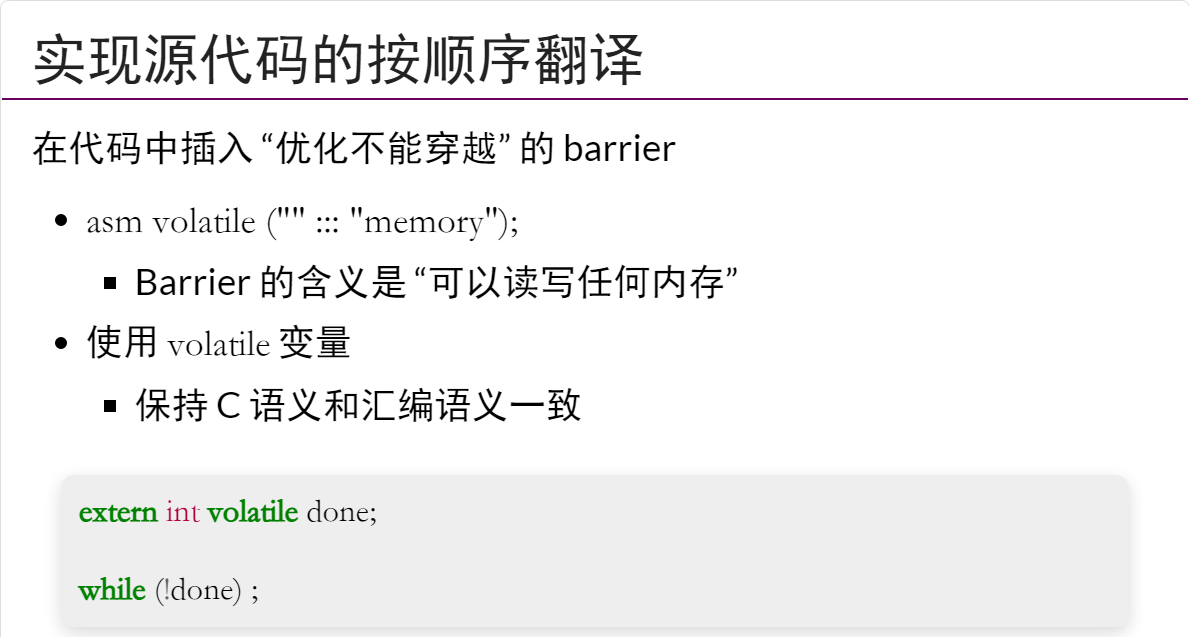 实现源代码的按顺序翻译
在代码中插入 “优化不能穿越” 的 barrier
asm volatile ("" ::: "memory");
Barrier 的含义是 “可以读写任何内存”
使用 volatile 变量
保持 C 语义和汇编语义一致
extern int volatile done;
while (!done) ;